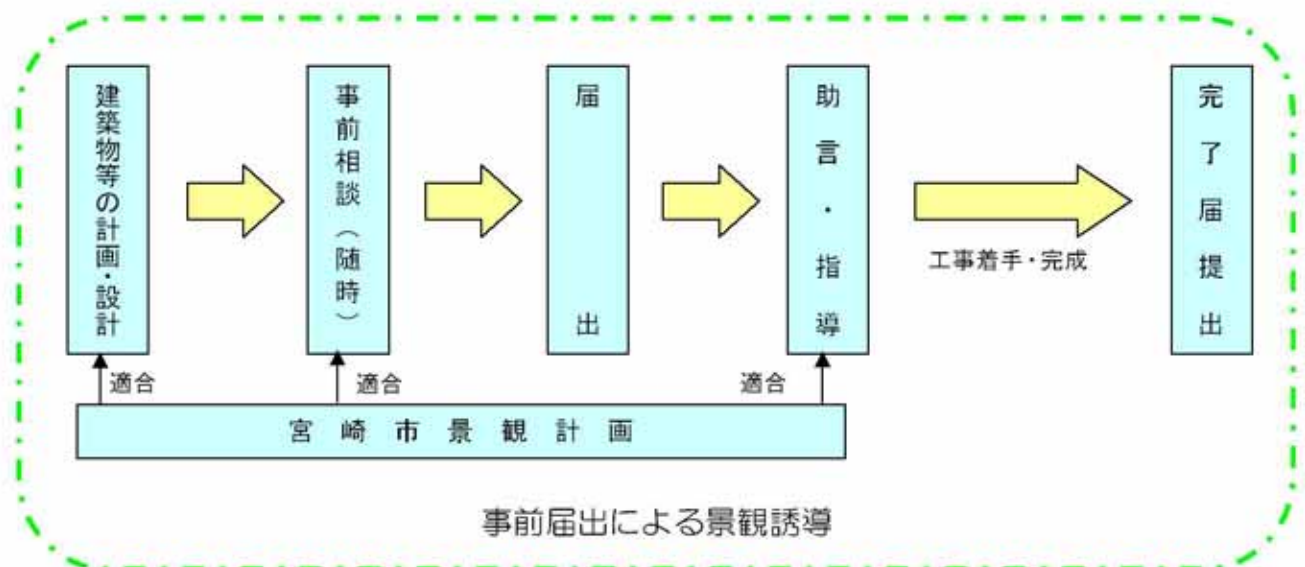 建築物等の計画・設計
事前相談（随時）
届出
助言・指導
完了届提出
工事着手・完成
適合
適合
適合
宮崎市景観計画
事前届出による景観誘導